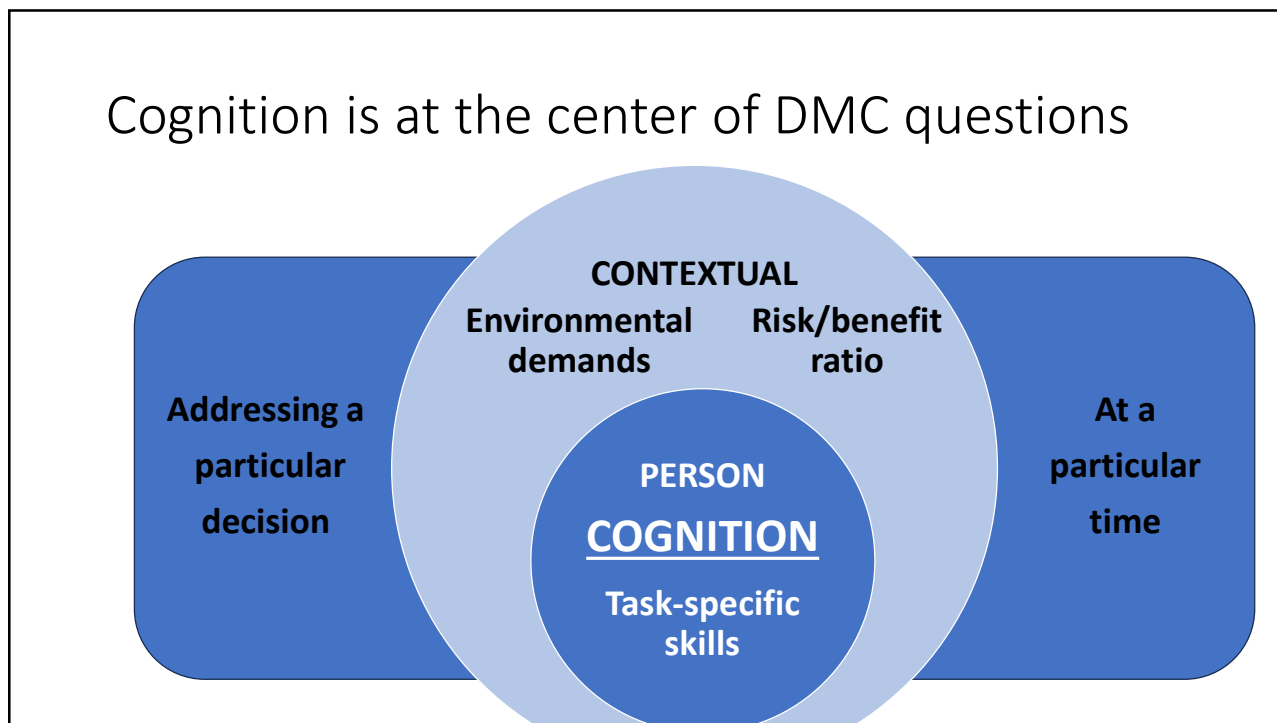 Cognition is at the center of DMC questions
CONTEXTUAL
Environmental
demands
Risk/benefit
ratio
Addressing a
particular
decision
PERSON
COGNITION
Task-specific
skills
At a
particular
time